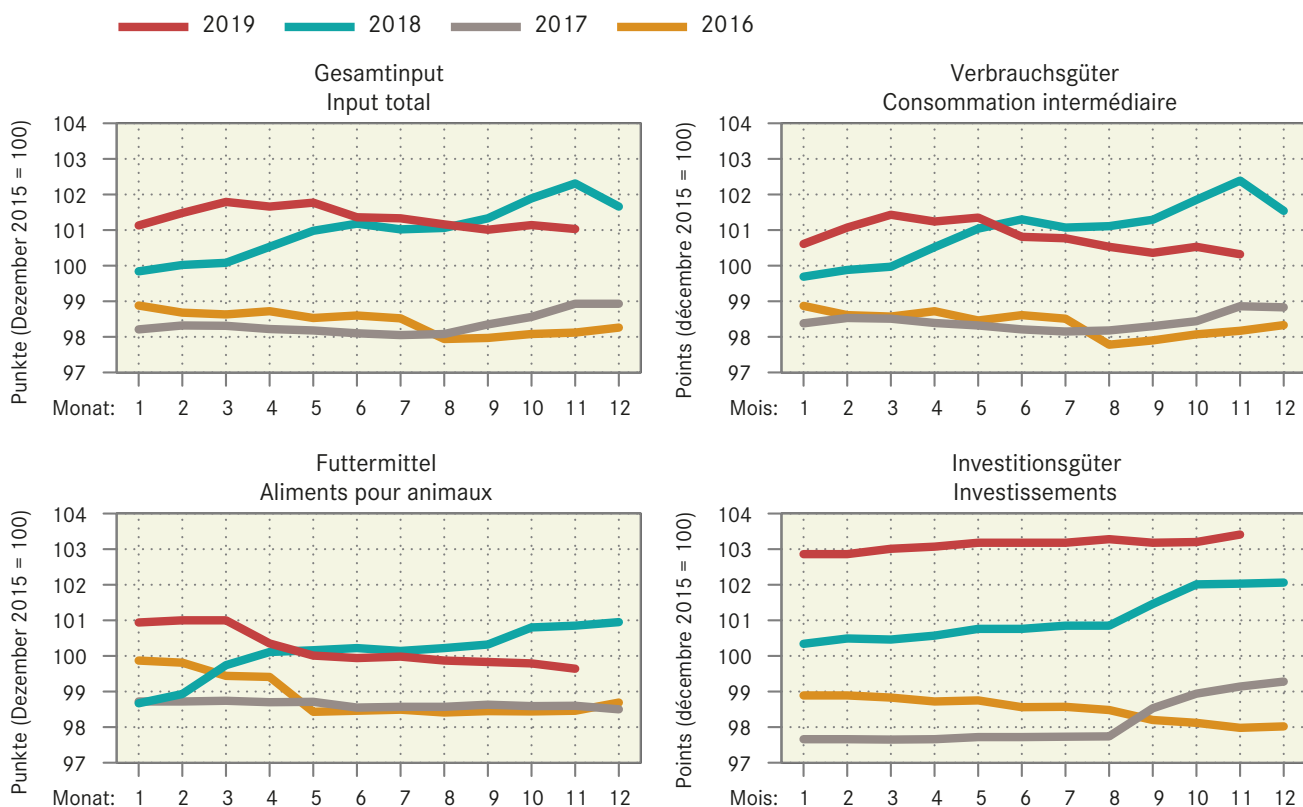 2019 2018 2017 2016
Gesamtinput
Input total
Punkte (Dezember 2015 = 100)
104
103
102
101
100
99
98
97
Monat: 1 2 3 4 5 6 7 8 9 10 11 12
Verbrauchsgüter
Consommation intermédiaire
Points (décembre 2015 = 100)
104
103
102
101
100
99
98
97
Mois: 1 2 3 4 5 6 7 8 9 10 11 12
Futtermittel
Aliments pour animaux
Punkte (Dezember 2015 = 100)
104
103
102
101
100
99
98
97
Monat: 1 2 3 4 5 6 7 8 9 10 11 12
Investitionsgüter
Investissements
Points (décembre 2015 = 100)
104
103
102
101
100
99
98
97
Mois: 1 2 3 4 5 6 7 8 9 10 11 12